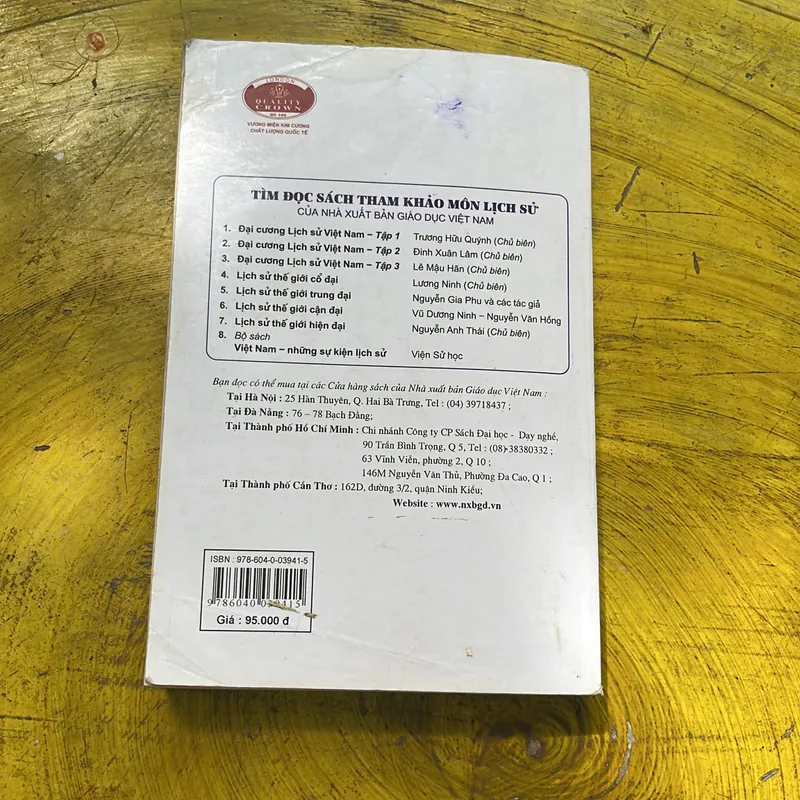 LONDON
QUALITY
CROWN
VƯƠNG MIỆN KIM CƯƠNG
CHẤT LƯỢNG QUỐC TẾ
TÌM ĐỌC SÁCH THAM KHẢO MÔN LỊCH SỬ
CỦA NHÀ XUẤT BẢN GIÁO DỤC VIỆT NAM
1. Đại cương Lịch sử Việt Nam – Tập 1 Trương Hữu Quýnh (Chủ biên)
2. Đại cương Lịch sử Việt Nam – Tập 2 Đinh Xuân Lâm (Chủ biên)
3. Đại cương Lịch sử Việt Nam – Tập 3 Lê Mậu Hãn (Chủ biên)
4. Lịch sử thế giới cổ đại Lương Ninh (Chủ biên)
5. Lịch sử thế giới trung đại Nguyễn Gia Phu và các tác giả
6. Lịch sử thế giới cận đại Vũ Dương Ninh – Nguyễn Văn Hồng
7. Lịch sử thế giới hiện đại Nguyễn Anh Thái (Chủ biên)
8. Bộ sách
Việt Nam – những sự kiện lịch sử Viện Sử học
Bạn đọc có thể mua tại các Cửa hàng sách của Nhà xuất bản Giáo dục Việt Nam :
Tại Hà Nội : 25 Hàn Thuyên, Q. Hai Bà Trưng, Tel : (04) 39718437 ;
Tại Đà Nẵng : 76 – 78 Bạch Đằng;
Tại Thành phố Hồ Chí Minh : Chi nhánh Công ty CP Sách Đại học - Dạy nghề,
90 Trần Bình Trọng, Q 5, Tel : (08)-38380332 ;
63 Vĩnh Viễn, phường 2, Q 10 ;
146M Nguyễn Văn Thủ, Phường Đa Cao, Q 1 ;
Tại Thành phố Cần Thơ : 162D, đường 3/2, quận Ninh Kiều;
Website : www.nxbgd.vn
ISBN : 978-604-0-03941-5
9786040039415
Giá : 95.000 đ